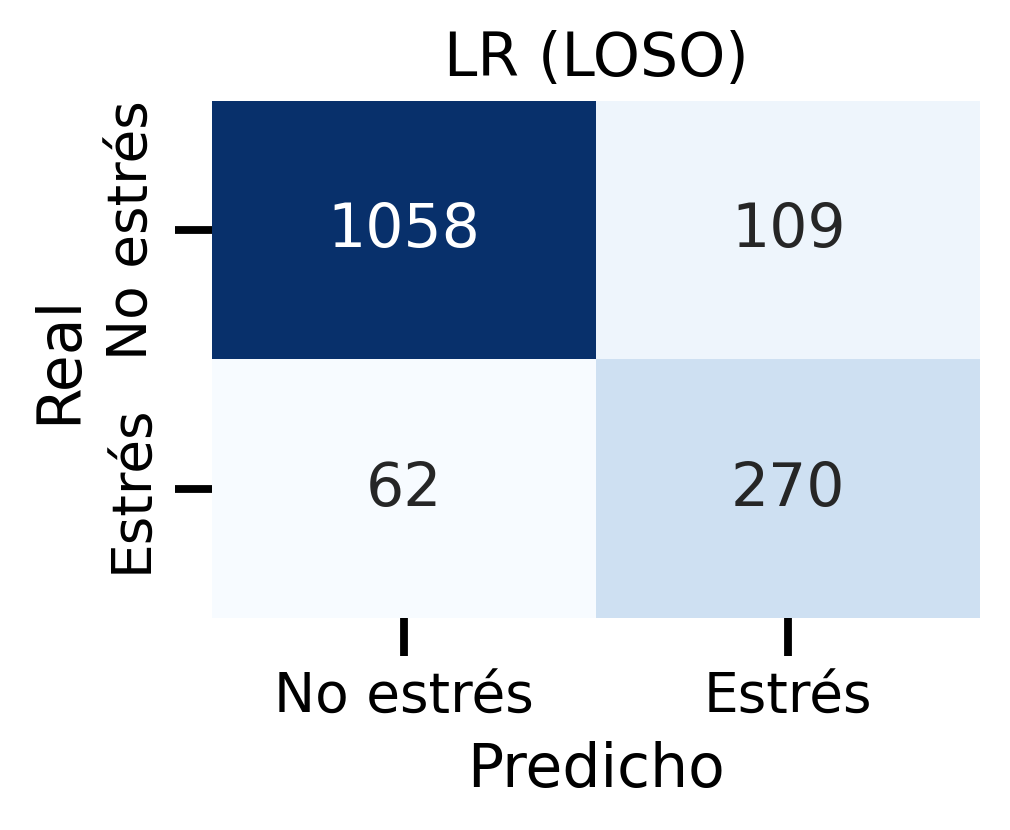 LR (LOSO)
Real
No estrés
1058
109
Estrés
62
270
No estrés
Estrés
Predicho